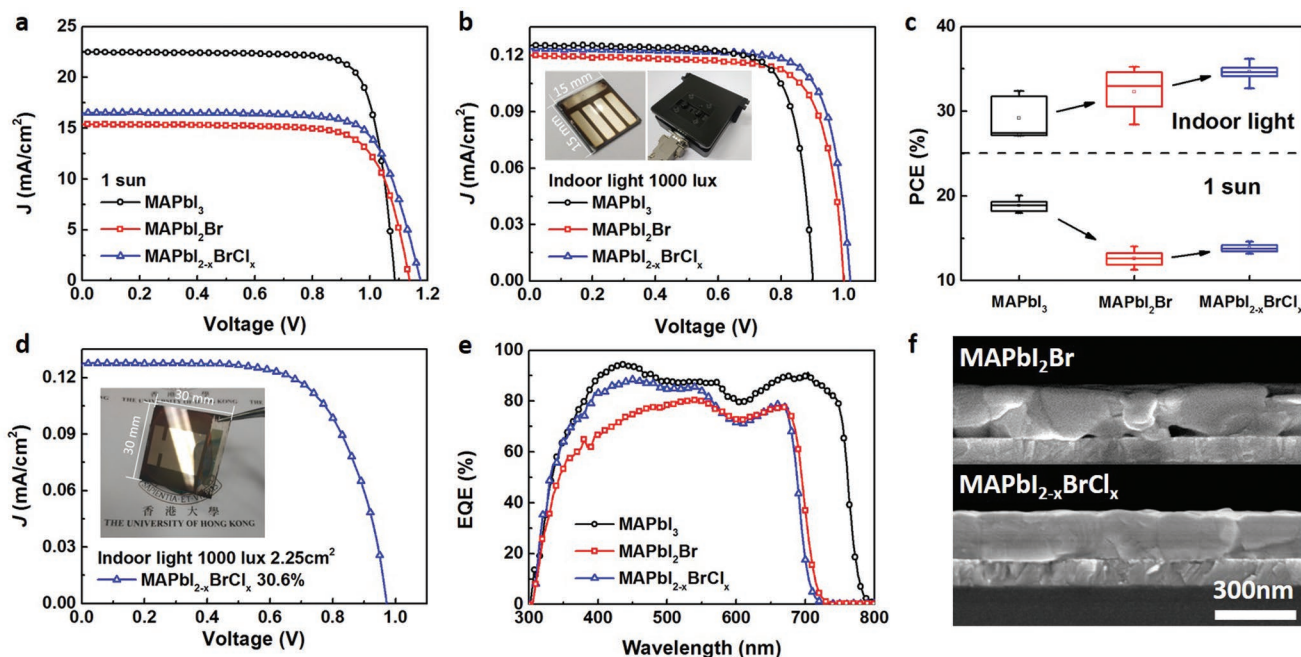 a
25
20
15
10
5
0
J (mA/cm²)
1 sun
MAPbI₃
MAPbI₂Br
MAPbI₂₋ₓBrClₓ
0.0 0.2 0.4 0.6 0.8 1.0 1.2
Voltage (V)
b
0.12
0.09
0.06
0.03
0.00
J (mA/cm²)
15 mm
15 mm
Indoor light 1000 lux
MAPbI₃
MAPbI₂Br
MAPbI₂₋ₓBrClₓ
0.0 0.2 0.4 0.6 0.8 1.0
Voltage (V)
c
40
30
20
10
PCE (%)
Indoor light
1 sun
MAPbI₃ MAPbI₂Br MAPbI₂₋ₓBrClₓ
d
0.12
0.09
0.06
0.03
0.00
J (mA/cm²)
30 mm
30 mm
THE UNIVERSITY OF HONG KONG
香港大學
THE UNIVERSITY OF HONG KONG
Indoor light 1000 lux 2.25cm²
MAPbI₂₋ₓBrClₓ 30.6%
0.0 0.2 0.4 0.6 0.8 1.0
Voltage (V)
e
100
80
60
40
20
0
EQE (%)
MAPbI₃
MAPbI₂Br
MAPbI₂₋ₓBrClₓ
300 400 500 600 700 800
Wavelength (nm)
f
MAPbI₂Br
MAPbI₂₋ₓBrClₓ
300nm